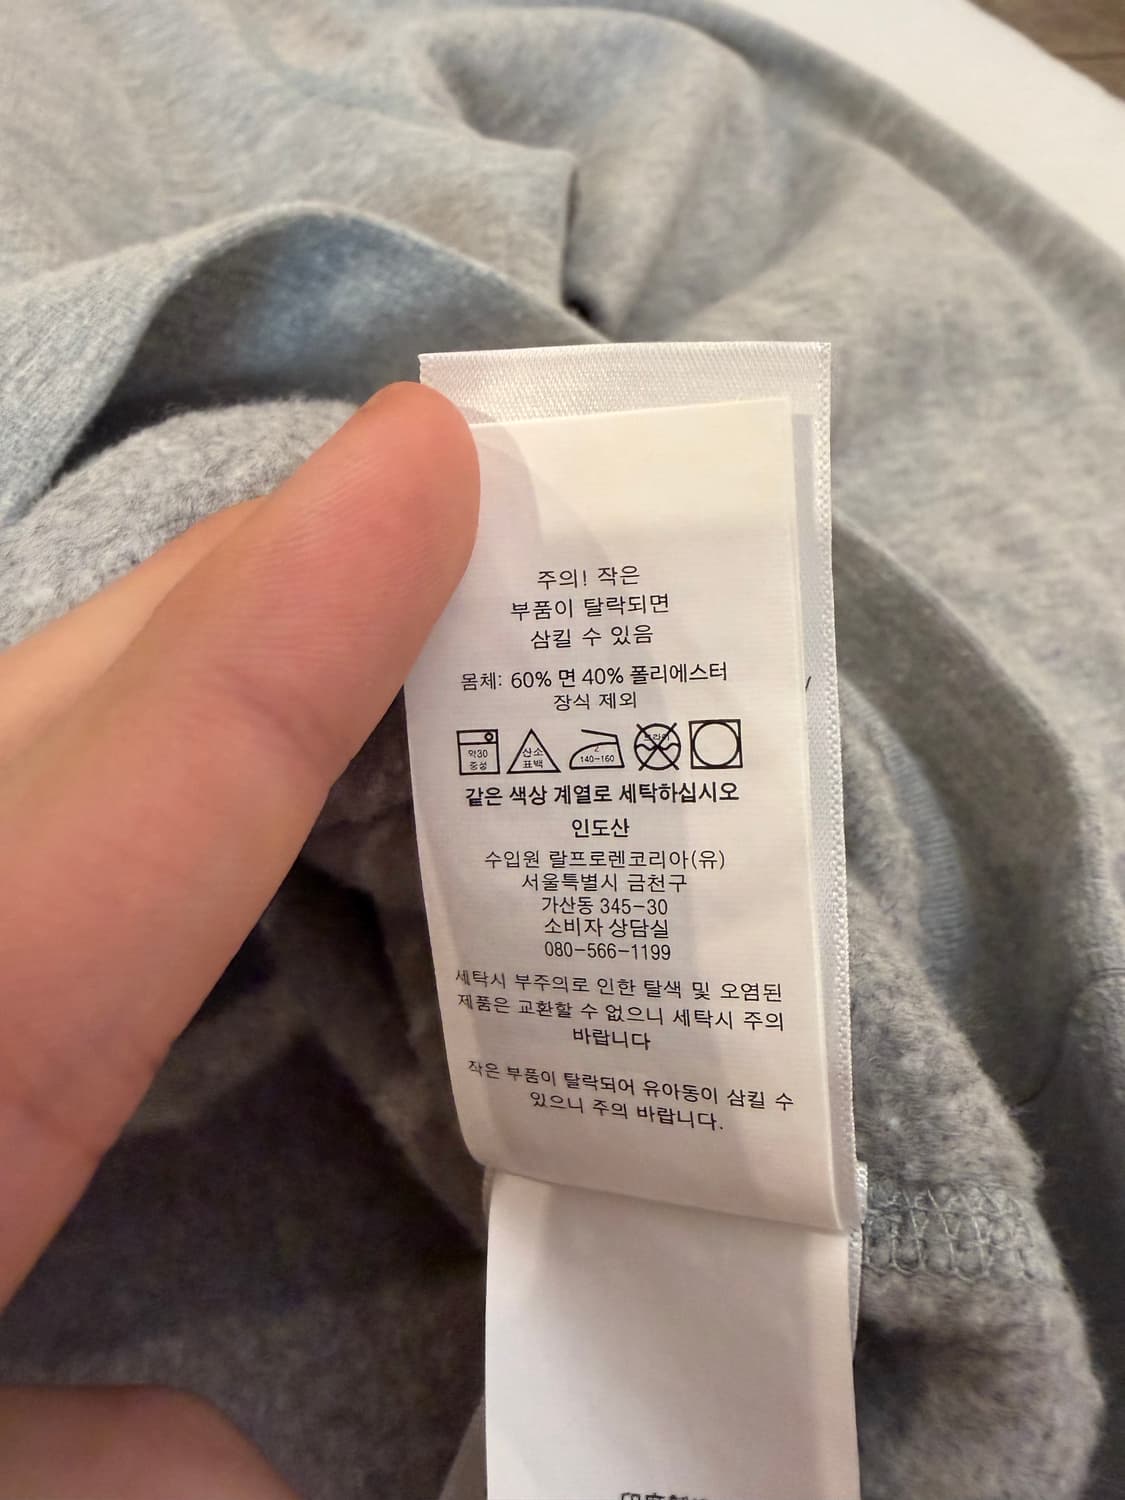 주의! 작은
부품이 탈락되면
삼킬 수 있음
몸체: 60% 면 40% 폴리에스터
장식 제외
약30
중성
산소
표백
2
140-160
드라이
같은 색상 계열로 세탁하십시오
인도산
수입원 랄프로렌코리아(유)
서울특별시 금천구
가산동 345-30
소비자 상담실
080-566-1199
세탁시 부주의로 인한 탈색 및 오염된
제품은 교환할 수 없으니 세탁시 주의
바랍니다
작은 부품이 탈락되어 유아동이 삼킬 수
있으니 주의 바랍니다.